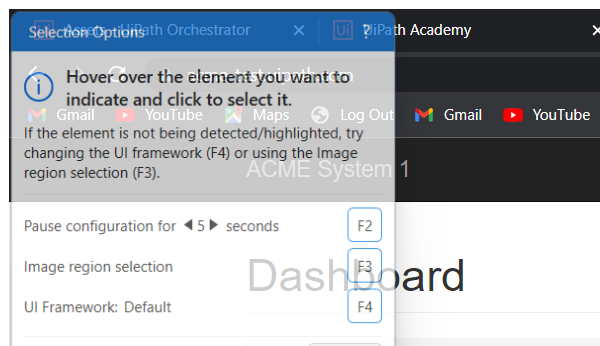 Selection Options
Assets - UiPath Orchestrator
UiPath Academy
?
Hover over the element you want to
indicate and click to select it.
Gmail YouTube Maps Log Out Gmail YouTube
If the element is not being detected/highlighted, try
changing the UI framework (F4) or using the Image
region selection (F3).
ACME System 1
Pause configuration for 5 seconds F2
Image region selection F3
Dashboard
UI Framework: Default F4